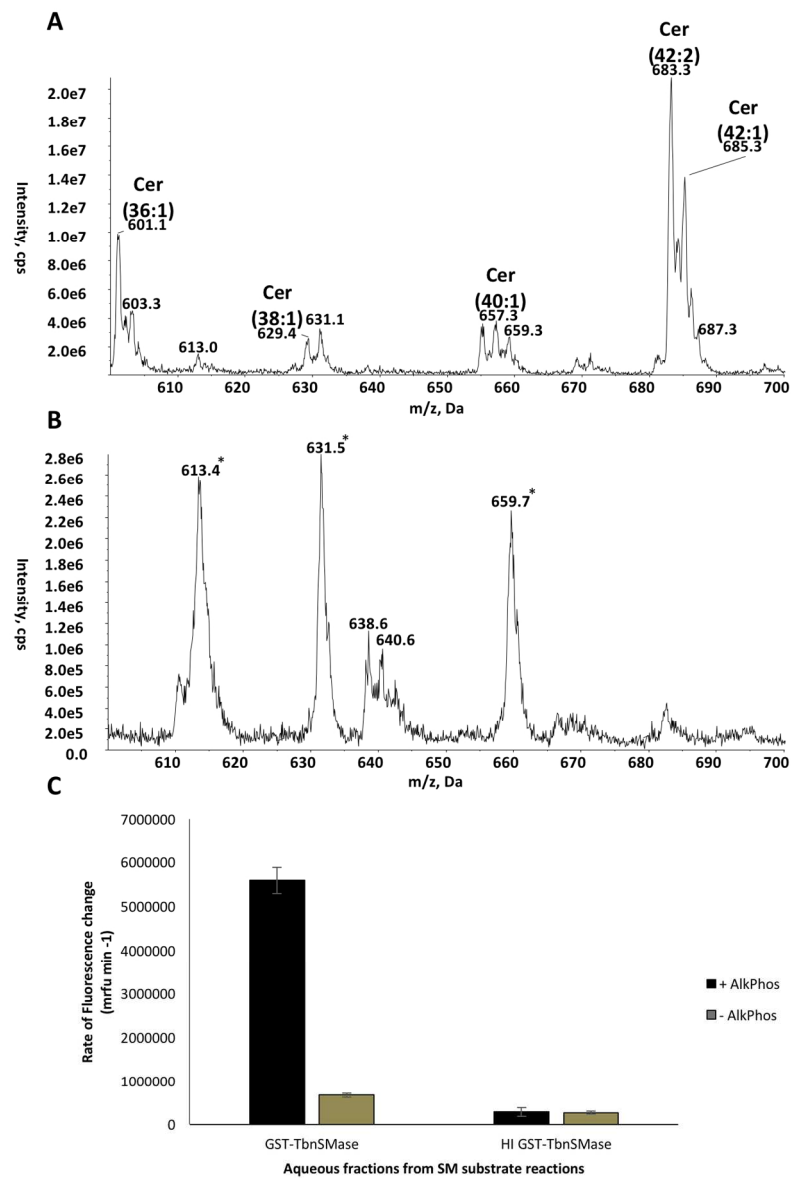 A
Cer
(42:2)
683.3
Cer
(42:1)
685.3
Cer
(36:1)
601.1
603.3
613.0
Cer
(38:1)
629.4
631.1
Cer
(40:1)
657.3
659.3
687.3
Intensity, cps
2.0e7
1.8e7
1.6e7
1.4e7
1.2e7
1.0e7
8.0e6
6.0e6
4.0e6
2.0e6
610 620 630 640 650 660 670 680 690 700
m/z, Da
B
613.4*
631.5*
638.6
640.6
659.7*
Intensity, cps
2.8e6
2.6e6
2.4e6
2.2e6
2.0e6
1.8e6
1.6e6
1.4e6
1.2e6
1.0e6
8.0e5
6.0e5
4.0e5
2.0e5
0.0
610 620 630 640 650 660 670 680 690 700
m/z, Da
C
Rate of Fluorescence change
(mrfu min -1)
7000000
6000000
5000000
4000000
3000000
2000000
1000000
0
+ AlkPhos
- AlkPhos
GST-TbnSMase HI GST-TbnSMase
Aqueous fractions from SM substrate reactions